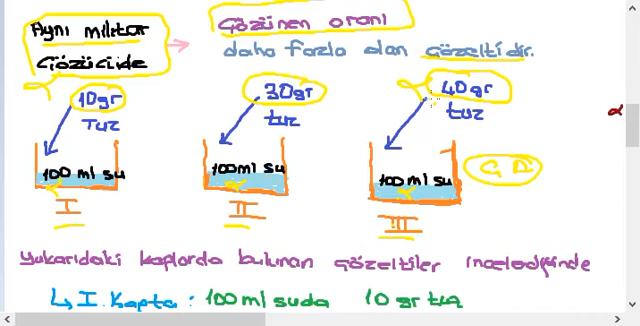 Aynı miktar
Çözücüde
Çözünen oranı
daha fazla olan çözeltidir.
10gr
Tuz
30gr
tuz
40gr
tuz
100 ml su
100ml su
100ml su
I
II
III
Yukarıdaki kaplarda bulunan çözeltiler incelediğinde
↳ I. Kapta : 100 ml suda 10 gr tuz